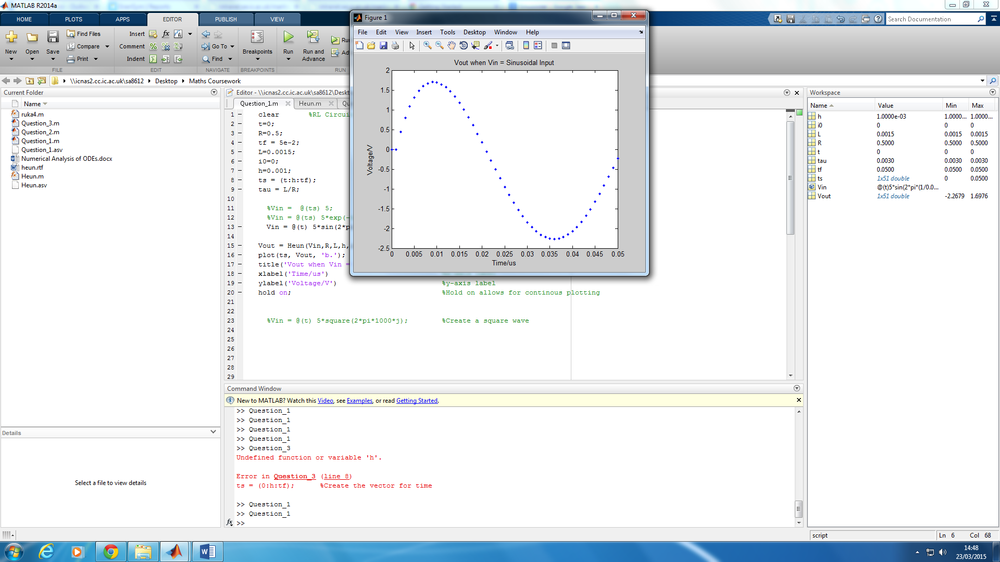 MATLAB R2014a
HOME PLOTS APPS EDITOR PUBLISH VIEW
Search Documentation
New Open Save Find Files Compare Print
FILE
Insert fx Comment Indent
EDIT
Go To Find
NAVIGATE
Breakpoints
BREAKPOINTS
Run Run and Advance
RUN
\\icnas2.cc.ic.ac.uk\sa8612 Desktop Maths Coursework
Current Folder
Name
ruka4.m
Question_3.m
Question_2.m
Question_1.m
Question_1.asv
Numerical Analysis of ODEs.docx
heun.rtf
Heun.m
Heun.asv
Details
Select a file to view details
Editor - \\icnas2.cc.ic.ac.uk\sa8612\Deskt
Question_1.m Heun.m Qu
1 clear %RL Circui
2 t=0;
3 R=0.5;
4 tf = 5e-2;
5 L=0.0015;
6 i0=0;
7 h=0.001;
8 ts = (t:h:tf);
9 tau = L/R;
10
11 %Vin = @(ts) 5;
12 %Vin = @(ts) 5*exp(-
13 Vin = @(t) 5*sin(2*p
14
15 Vout = Heun(Vin,R,L,h,
16 plot(ts, Vout, 'b.');
17 title('Vout when Vin =
18 xlabel('Time/us')
19 ylabel('Voltage/V') %y-axis label
20 hold on; %Hold on allows for continous plotting
21
22
23 %Vin = @(t) 5*square(2*pi*1000*j); %Create a square wave
24
25
26
27
28
29
Figure 1
File Edit View Insert Tools Desktop Window Help
Vout when Vin = Sinusoidal Input
2
1.5
1
0.5
0
-0.5
-1
-1.5
-2
-2.5
Voltage/V
0 0.005 0.01 0.015 0.02 0.025 0.03 0.035 0.04 0.045 0.05
Time/us
Command Window
New to MATLAB? Watch this Video, see Examples, or read Getting Started.
>> Question_1
>> Question_1
>> Question_1
>> Question_1
>> Question_3
Undefined function or variable 'h'.
Error in Question_3 (line 8)
ts = (0:h:tf); %Create the vector for time
>> Question_1
>> Question_1
fx >>
Workspace
Name Value Min Max
h 1.0000e-03 1.0000... 1.0000...
i0 0 0 0
L 0.0015 0.0015 0.0015
R 0.5000 0.5000 0.5000
t 0 0 0
tau 0.0030 0.0030 0.0030
tf 0.0500 0.0500 0.0500
ts 1x51 double 0 0.0500
Vin @(t)5*sin(2*pi*(1/0.0...
Vout 1x51 double -2.2679 1.6976
script Ln 6 Col 68
14:48
23/03/2015